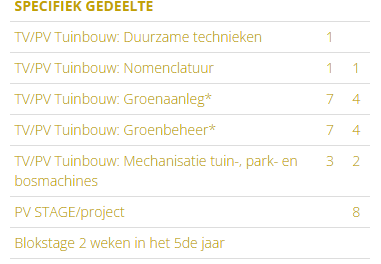 SPECIFIEK GEDEELTE
TV/PV Tuinbouw: Duurzame technieken 1
TV/PV Tuinbouw: Nomenclatuur 1 1
TV/PV Tuinbouw: Groenaanleg* 7 4
TV/PV Tuinbouw: Groenbeheer* 7 4
TV/PV Tuinbouw: Mechanisatie tuin-, park- en 3 2
bosmachines
PV STAGE/project 8
Blokstage 2 weken in het 5de jaar